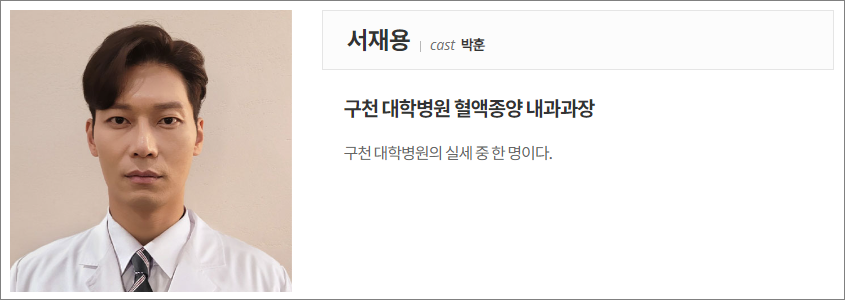 서재용 | cast 박훈
구천 대학병원 혈액종양 내과과장
구천 대학병원의 실세 중 한 명이다.